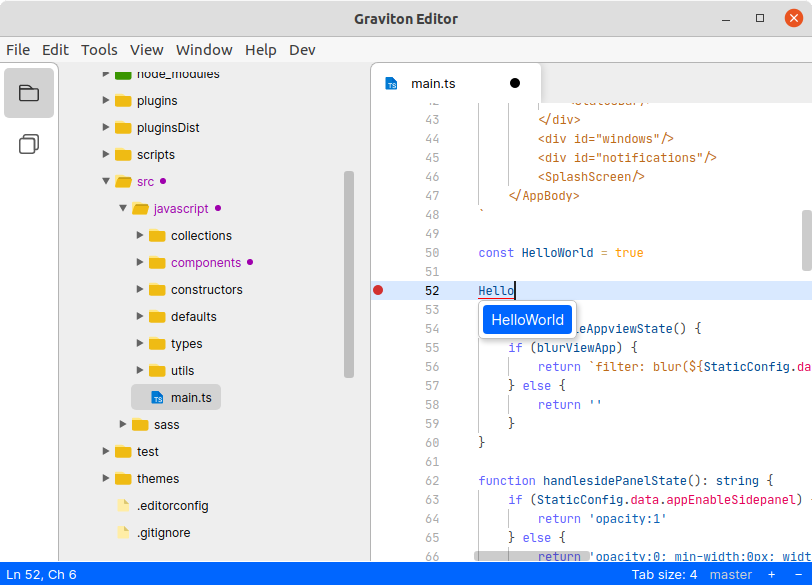 Graviton Editor
File Edit Tools View Window Help Dev
node_modules
plugins
pluginsDist
scripts
src
javascript
collections
components
constructors
defaults
types
utils
TS main.ts
sass
test
themes
.editorconfig
.gitignore
TS main.ts
42 <StatusBar/>
43 </div>
44 <div id="windows"/>
45 <div id="notifications"/>
46 <SplashScreen/>
47 </AppBody>
48 `
49
50 const HelloWorld = true
51
52 Hello
53
HelloWorld
54 leAppviewState() {
55 if (blurViewApp) {
56 return `filter: blur(${StaticConfig.da
57 } else {
58 return ''
59 }
60 }
61
62 function handlesidePanelState(): string {
63 if (StaticConfig.data.appEnableSidepanel) {
64 return 'opacity:1'
65 } else {
66 return 'opacity:0; min-width:0px; widt
Ln 52, Ch 6
Tab size: 4 master + −